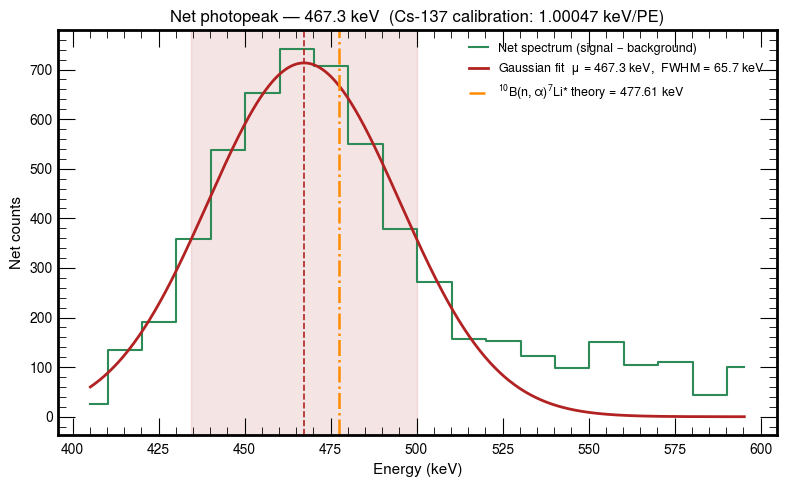 Net photopeak — 467.3 keV (Cs-137 calibration: 1.00047 keV/PE)
Net spectrum (signal − background)
Gaussian fit μ = 467.3 keV, FWHM = 65.7 keV
¹⁰B(n, α)⁷Li* theory = 477.61 keV
Net counts
700
600
500
400
300
200
100
0
400 425 450 475 500 525 550 575 600
Energy (keV)